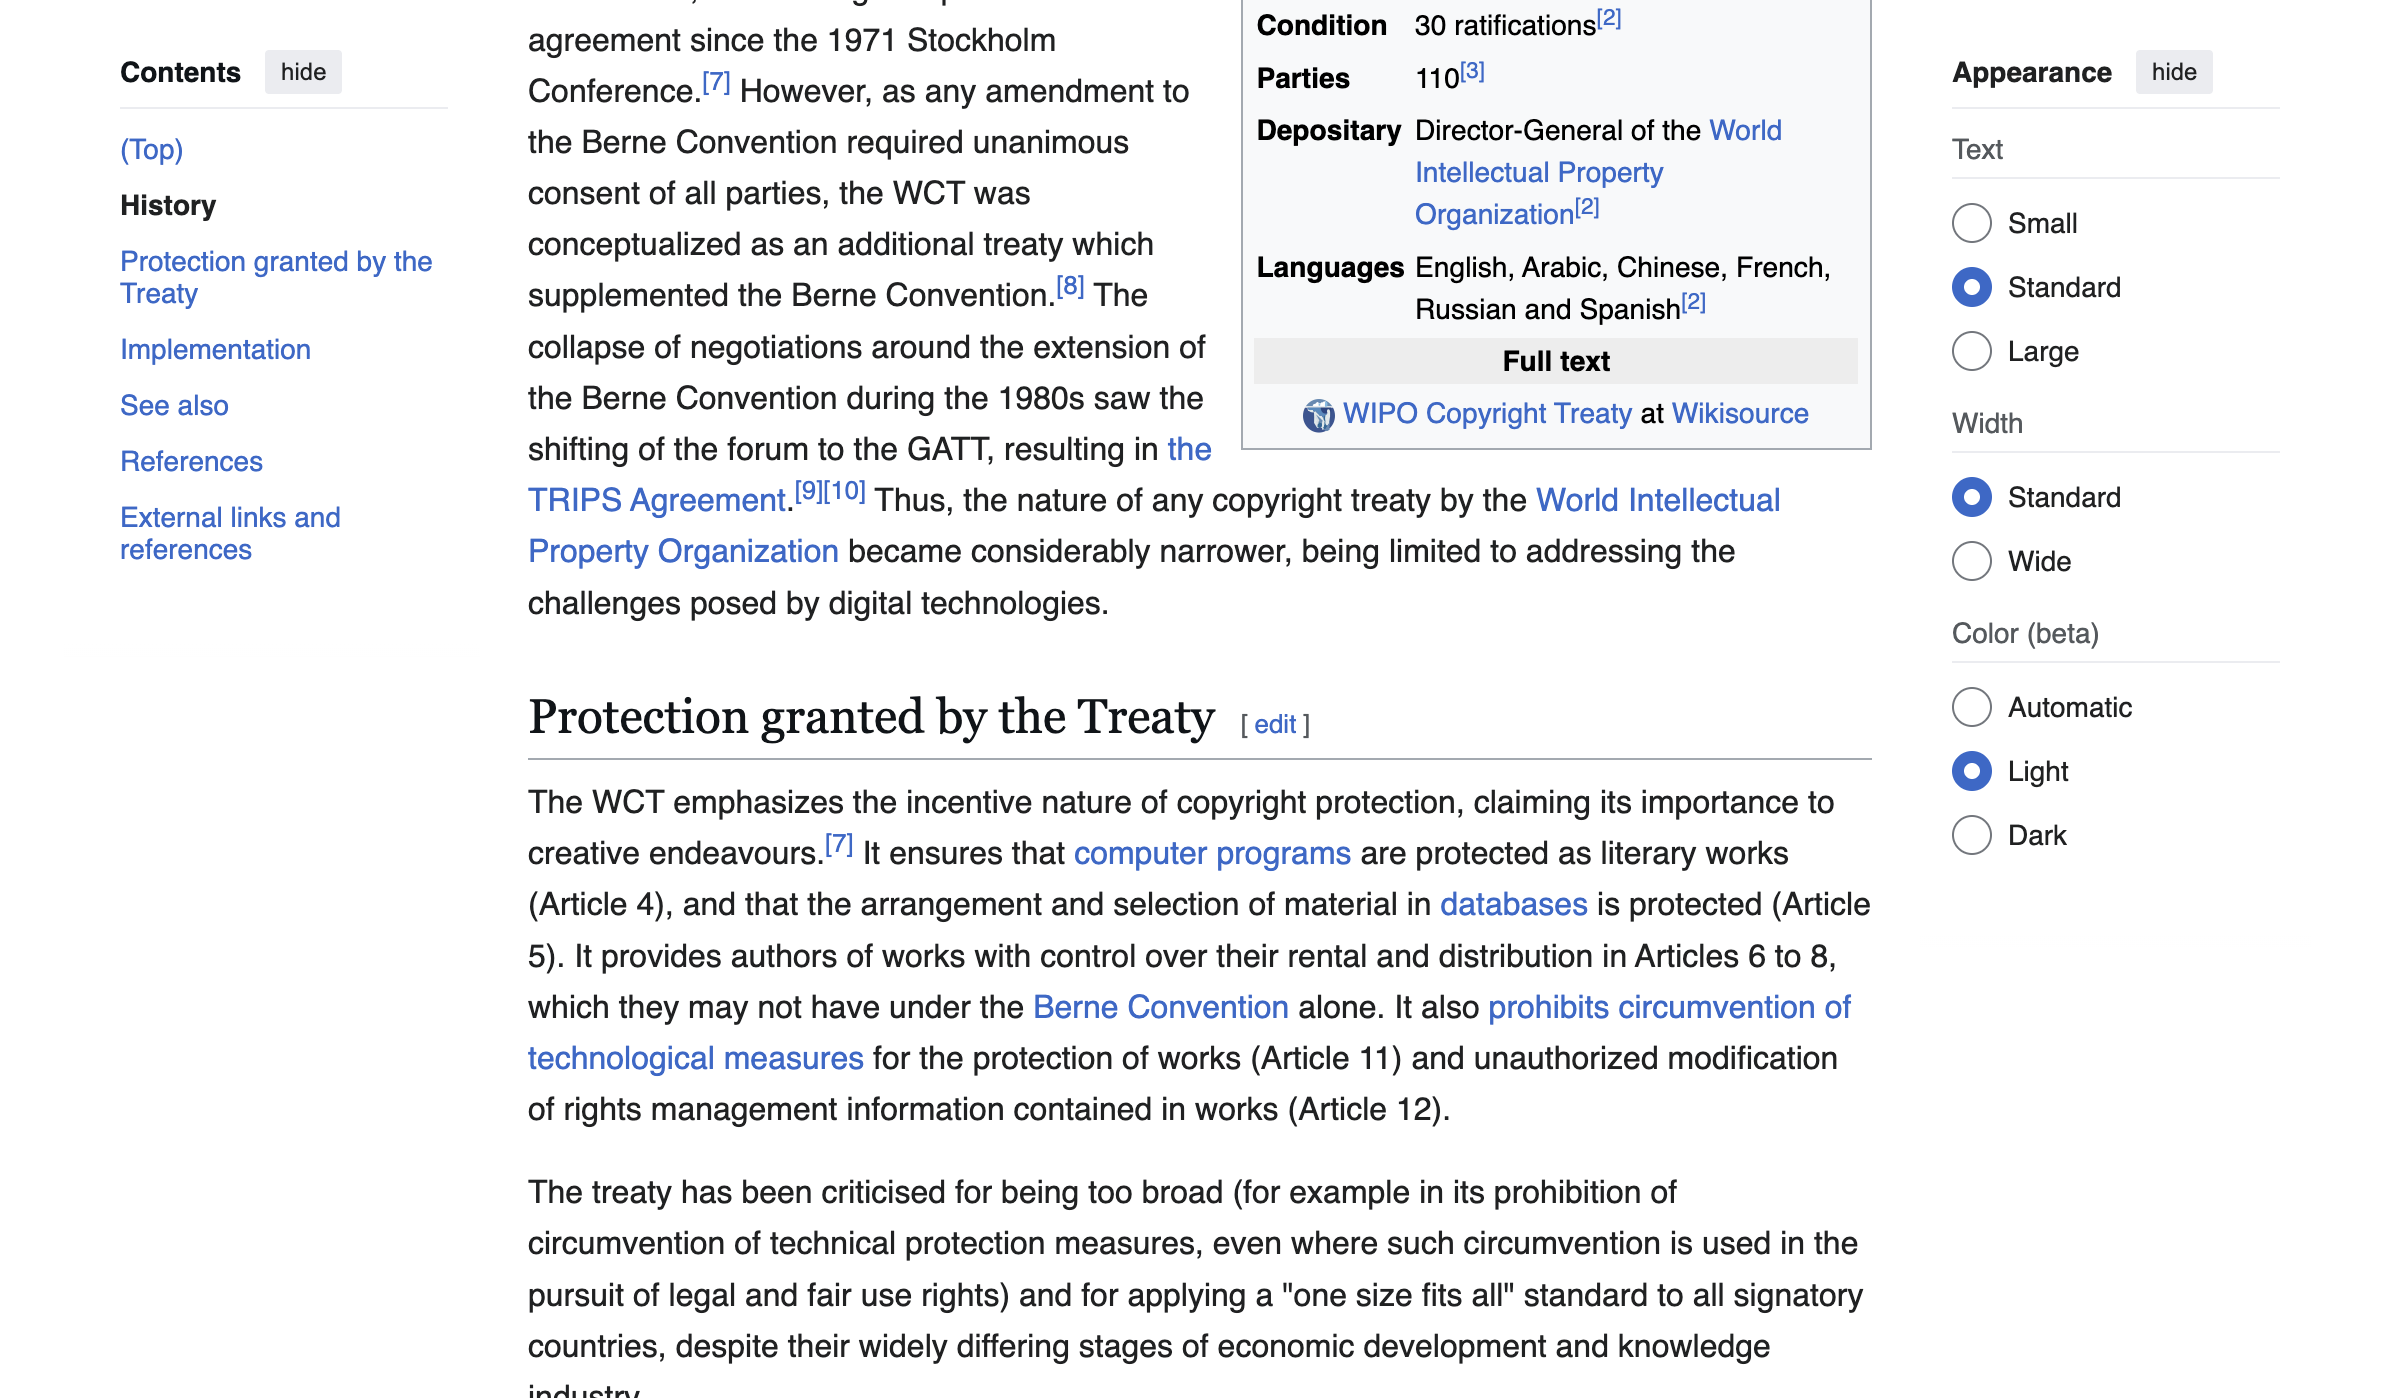 Contents hide
(Top)
History
Protection granted by the
Treaty
Implementation
See also
References
External links and
references
agreement since the 1971 Stockholm
Conference.[7] However, as any amendment to
the Berne Convention required unanimous
consent of all parties, the WCT was
conceptualized as an additional treaty which
supplemented the Berne Convention.[8] The
collapse of negotiations around the extension of
the Berne Convention during the 1980s saw the
shifting of the forum to the GATT, resulting in the
TRIPS Agreement.[9][10] Thus, the nature of any copyright treaty by the World Intellectual
Property Organization became considerably narrower, being limited to addressing the
challenges posed by digital technologies.
Condition 30 ratifications[2]
Parties 110[3]
Depositary Director-General of the World
Intellectual Property
Organization[2]
Languages English, Arabic, Chinese, French,
Russian and Spanish[2]
Full text
WIPO Copyright Treaty at Wikisource
Protection granted by the Treaty [ edit ]
The WCT emphasizes the incentive nature of copyright protection, claiming its importance to
creative endeavours.[7] It ensures that computer programs are protected as literary works
(Article 4), and that the arrangement and selection of material in databases is protected (Article
5). It provides authors of works with control over their rental and distribution in Articles 6 to 8,
which they may not have under the Berne Convention alone. It also prohibits circumvention of
technological measures for the protection of works (Article 11) and unauthorized modification
of rights management information contained in works (Article 12).
The treaty has been criticised for being too broad (for example in its prohibition of
circumvention of technical protection measures, even where such circumvention is used in the
pursuit of legal and fair use rights) and for applying a "one size fits all" standard to all signatory
countries, despite their widely differing stages of economic development and knowledge
industry.
Appearance hide
Text
Small
Standard
Large
Width
Standard
Wide
Color (beta)
Automatic
Light
Dark